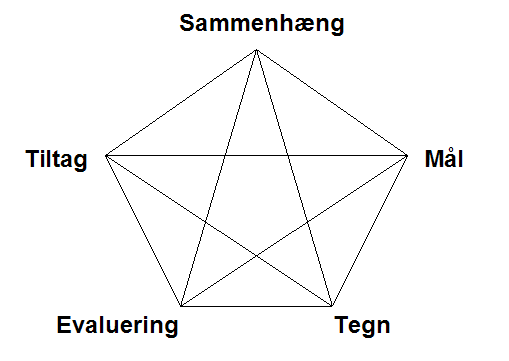 Sammenhæng
Tiltag
Mål
Evaluering
Tegn